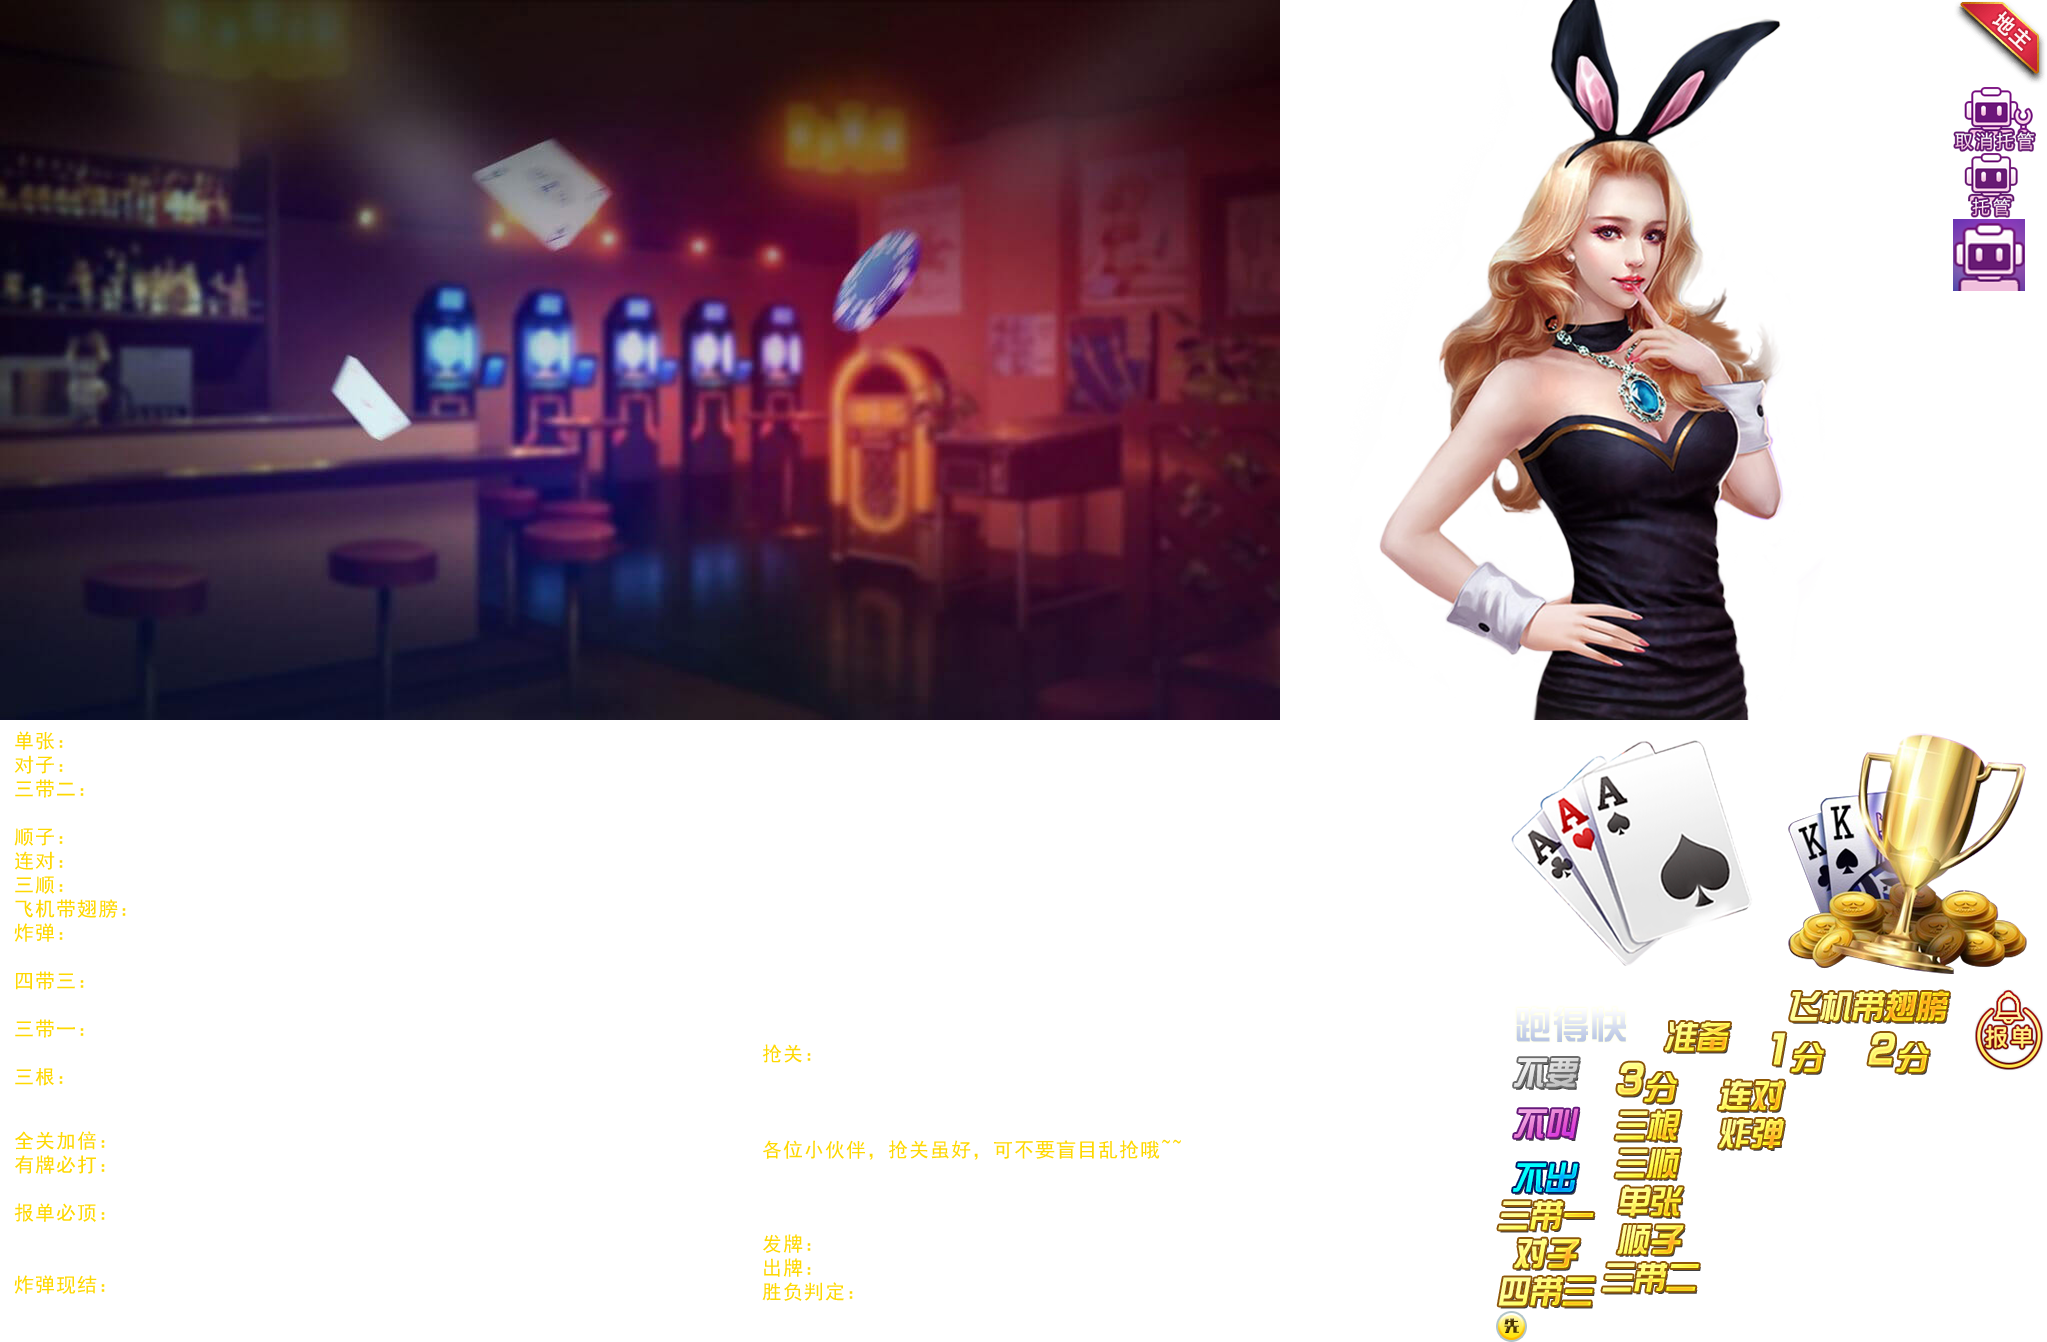 地主
取消托管
托管
单张：
对子：
三带二：
顺子：
连对：
三顺：
飞机带翅膀：
炸弹：
四带三：
三带一：
三根：
全关加倍：
有牌必打：
报单必顶：
炸弹现结：
抢关：
各位小伙伴，抢关虽好，可不要盲目乱抢哦~~
发牌：
出牌：
胜负判定：
A
A
A
K
K
飞机带翅膀
跑得快
准备
1分
2分
报单
不要
3分
连对
不叫
三根
炸弹
三顺
不出
单张
三带一
顺子
对子
三带二
四带三
先